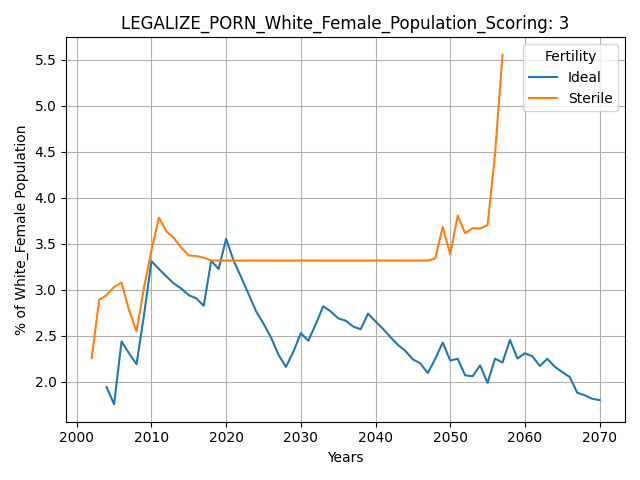 LEGALIZE_PORN_White_Female_Population_Scoring: 3
% of White_Female Population
5.5
5.0
4.5
4.0
3.5
3.0
2.5
2.0
Fertility
Ideal
Sterile
2000 2010 2020 2030 2040 2050 2060 2070
Years